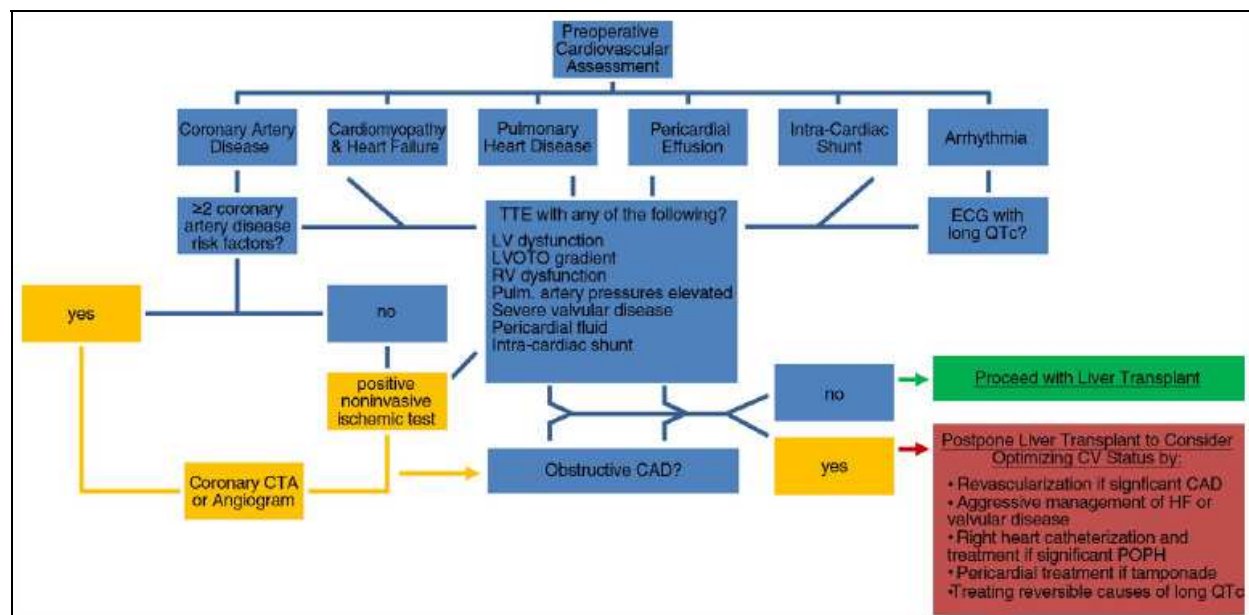 Preoperative
Cardiovascular
Assessment
Coronary Artery
Disease
Cardiomyopathy
& Heart Failure
Pulmonary
Heart Disease
Pericardial
Effusion
Intra-Cardiac
Shunt
Arrhythmia
≥2 coronary
artery disease
risk factors?
TTE with any of the following?
LV dysfunction
LVOTO gradient
RV dysfunction
Pulm. artery pressures elevated
Severe valvular disease
Pericardial fluid
Intra-cardiac shunt
ECG with
long QTc?
yes
no
positive
noninvasive
ischemic test
Coronary CTA
or Angiogram
Obstructive CAD?
no
yes
Proceed with Liver Transplant
Postpone Liver Transplant to Consider
Optimizing CV Status by:
• Revascularization if signficant CAD
• Aggressive management of HF or
valvular disease
• Right heart catheterization and
treatment if significant POPH
• Pericardial treatment if tamponade
• Treating reversible causes of long QTc